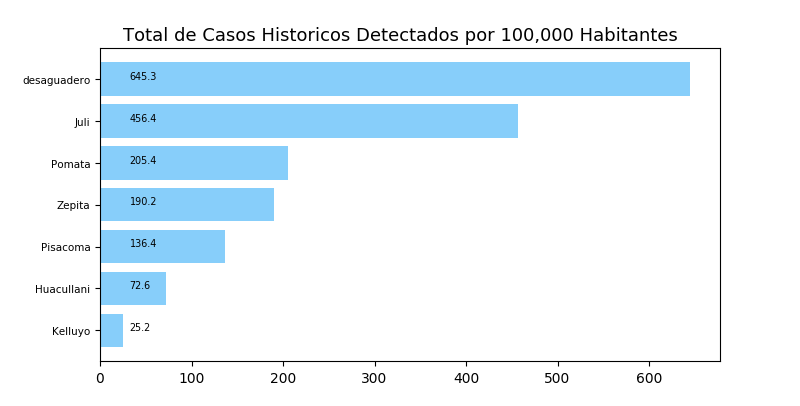 Total de Casos Historicos Detectados por 100,000 Habitantes
desaguadero 645.3
Juli 456.4
Pomata 205.4
Zepita 190.2
Pisacoma 136.4
Huacullani 72.6
Kelluyo 25.2
0 100 200 300 400 500 600